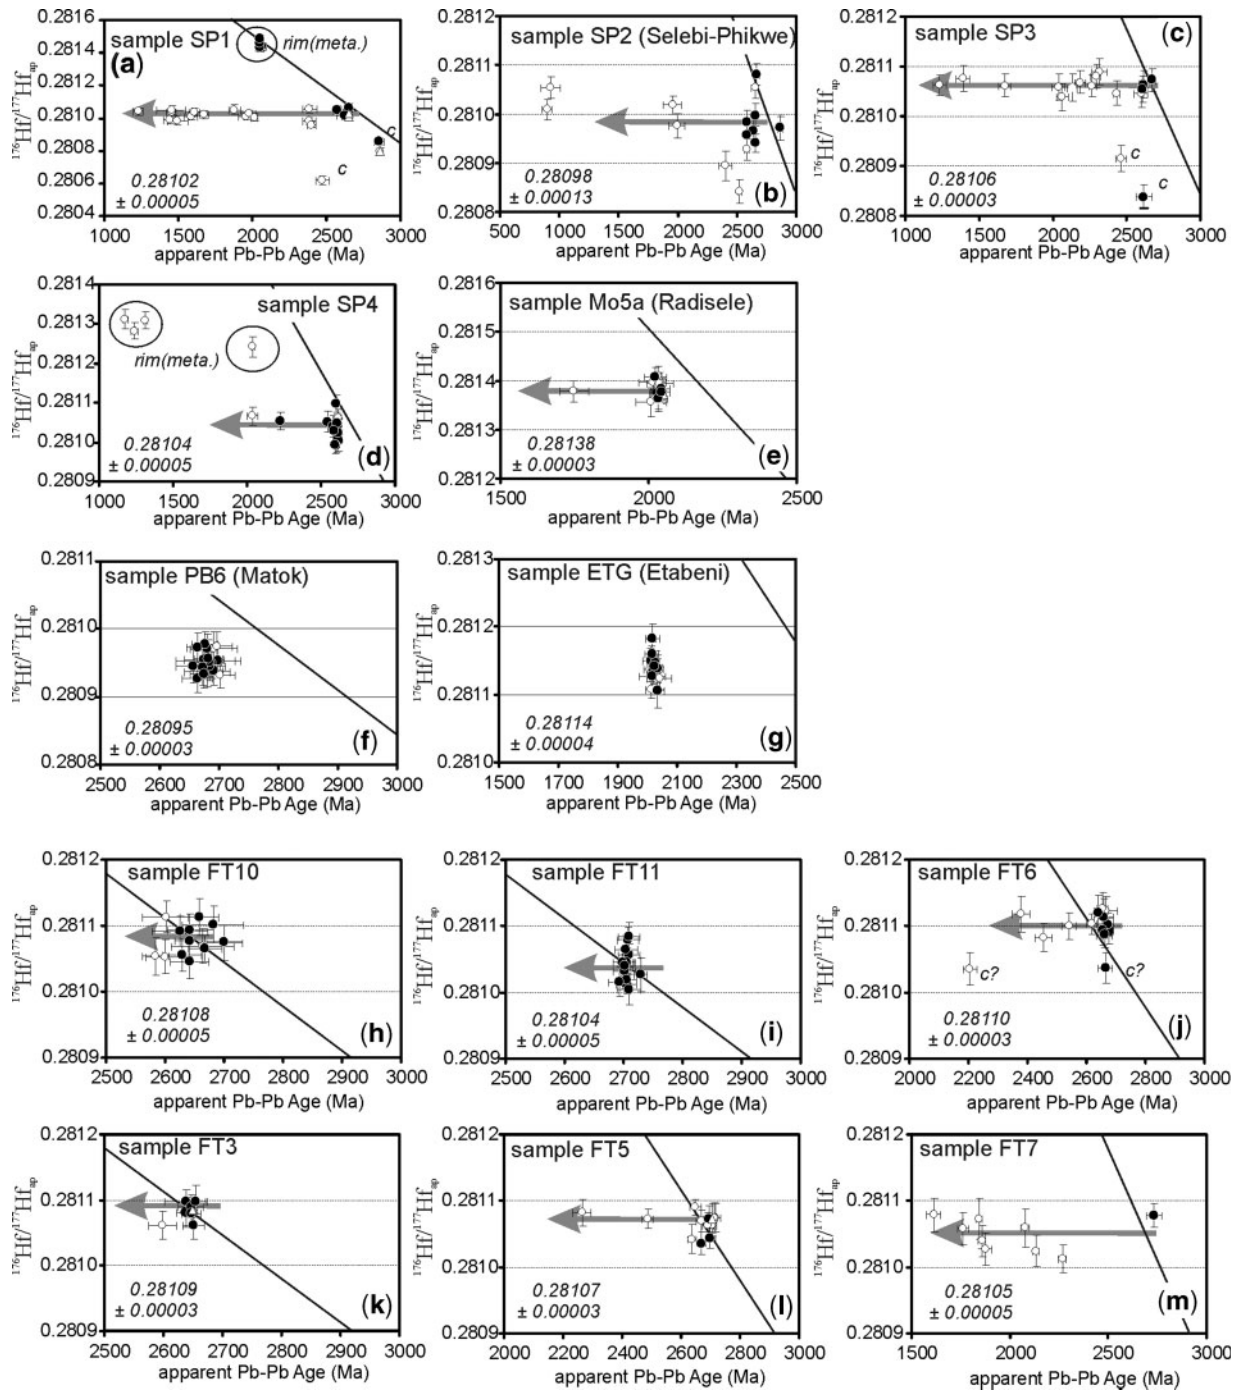 sample SP1
(a)
rim(meta.)
c
c
0.28102
± 0.00005
0.2816
0.2814
0.2812
0.2810
0.2808
0.2806
0.2804
1000 1500 2000 2500 3000
apparent Pb-Pb Age (Ma)
176Hf/177Hfap
sample SP2 (Selebi-Phikwe)
0.28098
± 0.00013
(b)
0.2812
0.2811
0.2810
0.2809
0.2808
500 1000 1500 2000 2500 3000
apparent Pb-Pb Age (Ma)
176Hf/177Hfap
sample SP3
(c)
c
c
0.28106
± 0.00003
0.2812
0.2811
0.2810
0.2809
0.2808
1000 1500 2000 2500 3000
apparent Pb-Pb Age (Ma)
176Hf/177Hfap
sample SP4
rim(meta.)
0.28104
± 0.00005
(d)
0.2814
0.2813
0.2812
0.2811
0.2810
0.2809
1000 1500 2000 2500 3000
apparent Pb-Pb Age (Ma)
176Hf/177Hfap
sample Mo5a (Radisele)
0.28138
± 0.00003
(e)
0.2816
0.2815
0.2814
0.2813
0.2812
1500 2000 2500
apparent Pb-Pb Age (Ma)
176Hf/177Hfap
sample PB6 (Matok)
0.28095
± 0.00003
(f)
0.2811
0.2810
0.2809
0.2808
2500 2600 2700 2800 2900 3000
apparent Pb-Pb Age (Ma)
176Hf/177Hfap
sample ETG (Etabeni)
0.28114
± 0.00004
(g)
0.2813
0.2812
0.2811
0.2810
1500 1700 1900 2100 2300 2500
apparent Pb-Pb Age (Ma)
176Hf/177Hfap
sample FT10
0.28108
± 0.00005
(h)
0.2812
0.2811
0.2810
0.2809
2500 2600 2700 2800 2900 3000
apparent Pb-Pb Age (Ma)
176Hf/177Hfap
sample FT11
0.28104
± 0.00005
(i)
0.2812
0.2811
0.2810
0.2809
2500 2600 2700 2800 2900 3000
apparent Pb-Pb Age (Ma)
176Hf/177Hfap
sample FT6
c?
c?
0.28110
± 0.00003
(j)
0.2812
0.2811
0.2810
0.2809
2000 2200 2400 2600 2800 3000
apparent Pb-Pb Age (Ma)
176Hf/177Hfap
sample FT3
0.28109
± 0.00003
(k)
0.2812
0.2811
0.2810
0.2809
2500 2600 2700 2800 2900 3000
apparent Pb-Pb Age (Ma)
176Hf/177Hfap
sample FT5
0.28107
± 0.00003
(l)
0.2812
0.2811
0.2810
0.2809
2000 2200 2400 2600 2800 3000
apparent Pb-Pb Age (Ma)
176Hf/177Hfap
sample FT7
0.28105
± 0.00005
(m)
0.2812
0.2811
0.2810
0.2809
1500 2000 2500 3000
apparent Pb-Pb Age (Ma)
176Hf/177Hfap